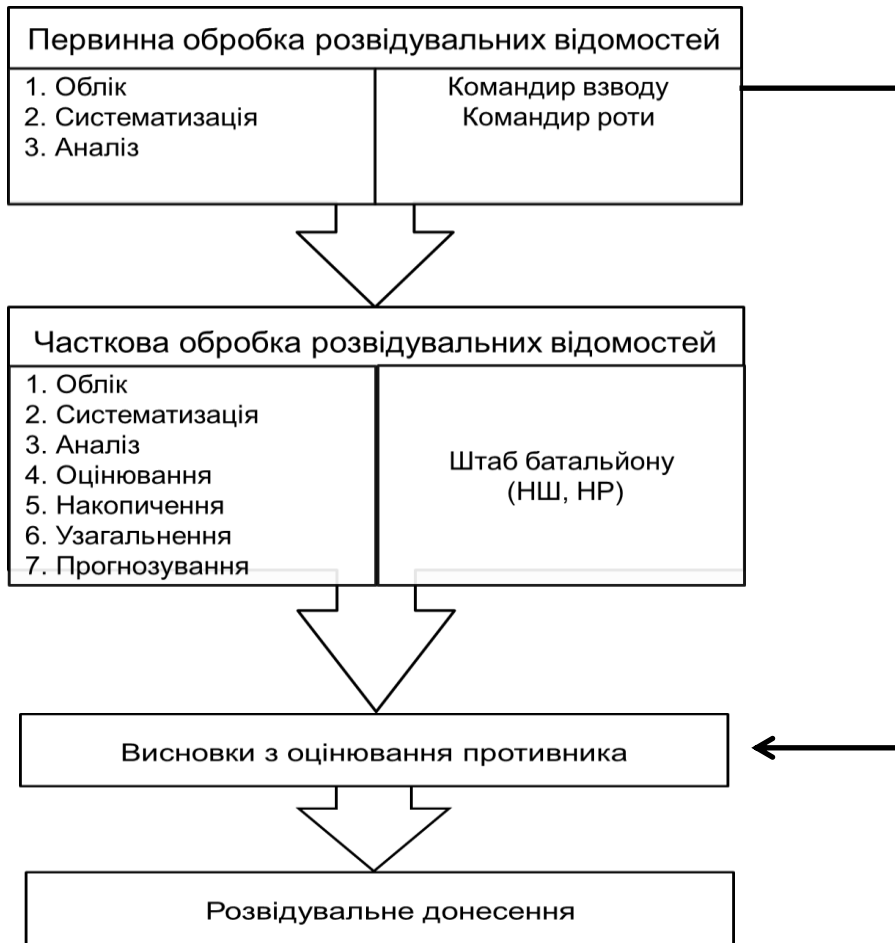 Первинна обробка розвідувальних відомостей
1. Облік
2. Систематизація
3. Аналіз
Командир взводу
Командир роти
Часткова обробка розвідувальних відомостей
1. Облік
2. Систематизація
3. Аналіз
4. Оцінювання
5. Накопичення
6. Узагальнення
7. Прогнозування
Штаб батальйону
(НШ, НР)
Висновки з оцінювання противника
Розвідувальне донесення